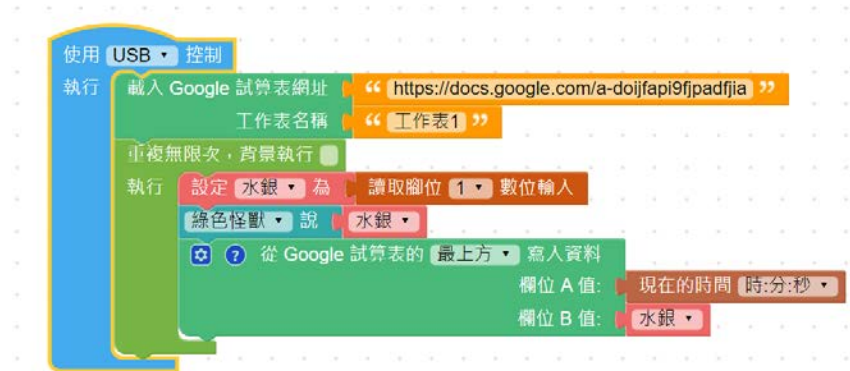 使用 USB 控制
執行 載入 Google 試算表網址 “ https://docs.google.com/a-doijfapi9fjpadfjia ”
工作表名稱 “ 工作表1 ”
重複無限次，背景執行
執行 設定 水銀 為 讀取腳位 1 數位輸入
綠色怪獸 說 水銀
? 從 Google 試算表的 最上方 寫入資料
欄位 A 值: 現在的時間 時:分:秒
欄位 B 值: 水銀